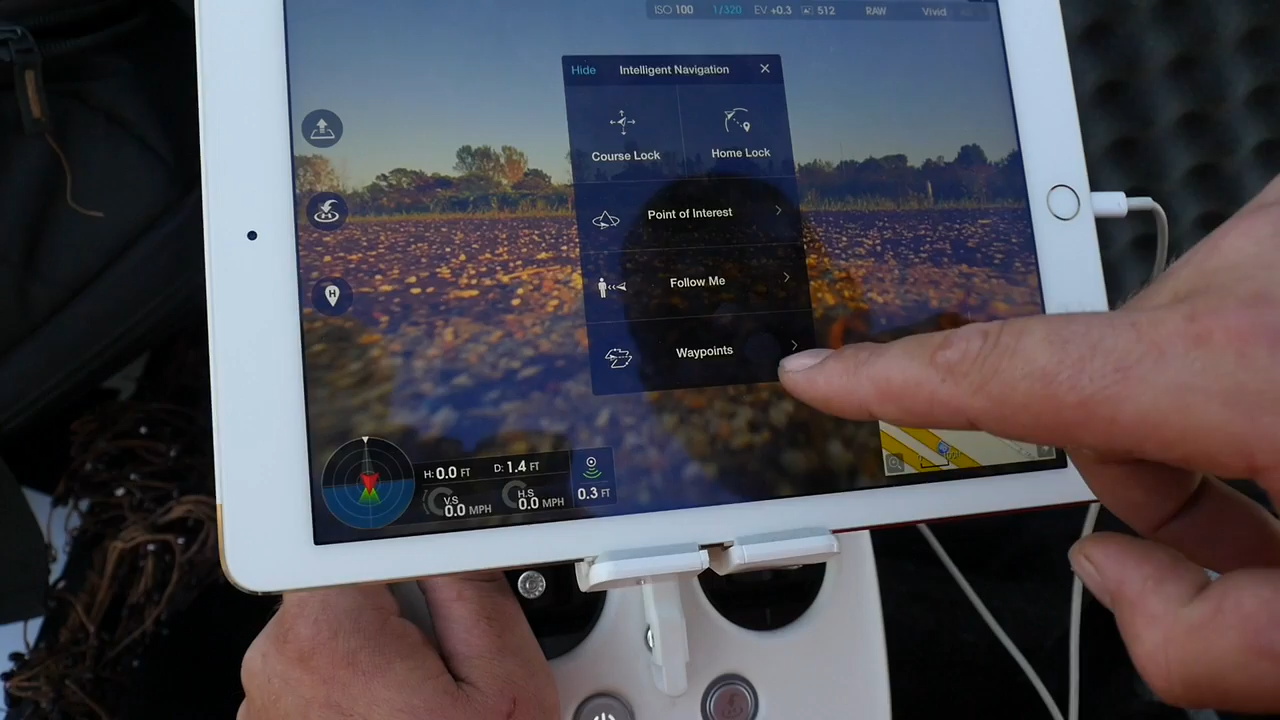 ISO 100 1/320 EV +0.3 512 RAW Vivid
Hide Intelligent Navigation
Course Lock Home Lock
Point of Interest
Follow Me
Waypoints
H
H: 0.0 FT D: 1.4 FT
V.S 0.0 MPH H.S 0.0 MPH
0.3 FT